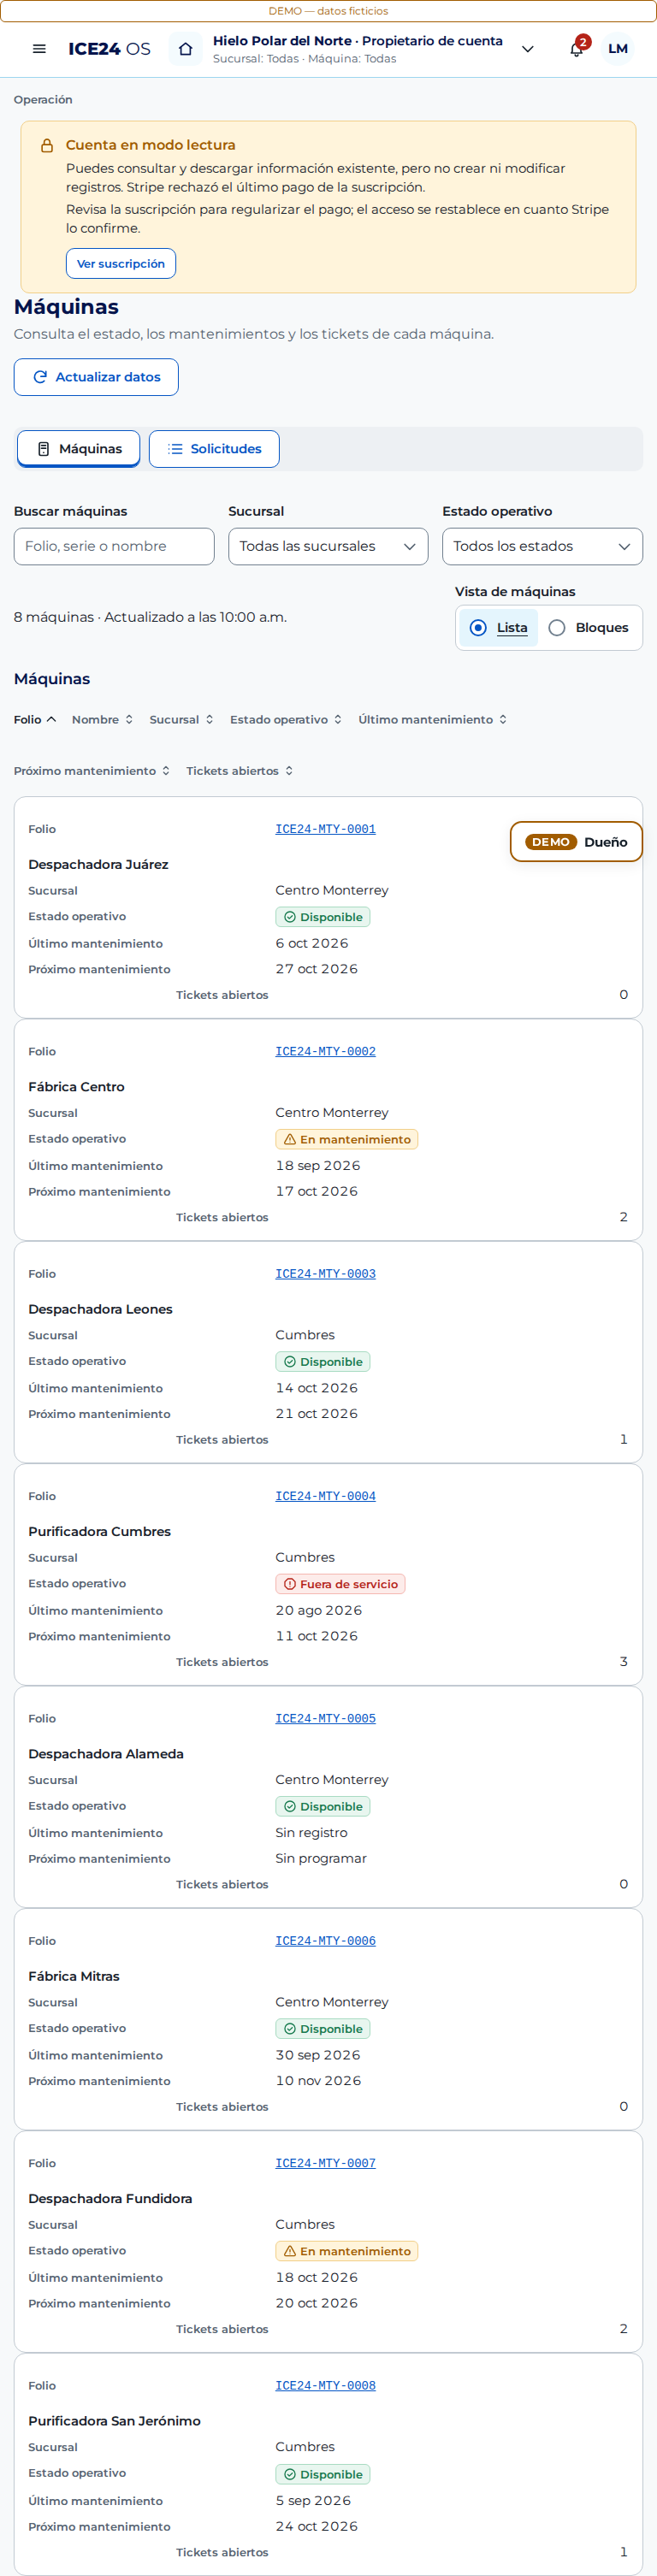 DEMO — datos ficticios
ICE24 OS
Hielo Polar del Norte · Propietario de cuenta
Sucursal: Todas · Máquina: Todas
2
LM
Operación
Cuenta en modo lectura
Puedes consultar y descargar información existente, pero no crear ni modificar
registros. Stripe rechazó el último pago de la suscripción.
Revisa la suscripción para regularizar el pago; el acceso se restablece en cuanto Stripe
lo confirme.
Ver suscripción
Máquinas
Consulta el estado, los mantenimientos y los tickets de cada máquina.
Actualizar datos
Máquinas Solicitudes
Buscar máquinas Sucursal Estado operativo
Folio, serie o nombre Todas las sucursales Todos los estados
Vista de máquinas
8 máquinas · Actualizado a las 10:00 a.m.
Lista Bloques
Máquinas
Folio Nombre Sucursal Estado operativo Último mantenimiento
Próximo mantenimiento Tickets abiertos
Folio ICE24-MTY-0001
DEMO Dueño
Despachadora Juárez
Sucursal Centro Monterrey
Estado operativo Disponible
Último mantenimiento 6 oct 2026
Próximo mantenimiento 27 oct 2026
Tickets abiertos 0
Folio ICE24-MTY-0002
Fábrica Centro
Sucursal Centro Monterrey
Estado operativo En mantenimiento
Último mantenimiento 18 sep 2026
Próximo mantenimiento 17 oct 2026
Tickets abiertos 2
Folio ICE24-MTY-0003
Despachadora Leones
Sucursal Cumbres
Estado operativo Disponible
Último mantenimiento 14 oct 2026
Próximo mantenimiento 21 oct 2026
Tickets abiertos 1
Folio ICE24-MTY-0004
Purificadora Cumbres
Sucursal Cumbres
Estado operativo Fuera de servicio
Último mantenimiento 20 ago 2026
Próximo mantenimiento 11 oct 2026
Tickets abiertos 3
Folio ICE24-MTY-0005
Despachadora Alameda
Sucursal Centro Monterrey
Estado operativo Disponible
Último mantenimiento Sin registro
Próximo mantenimiento Sin programar
Tickets abiertos 0
Folio ICE24-MTY-0006
Fábrica Mitras
Sucursal Centro Monterrey
Estado operativo Disponible
Último mantenimiento 30 sep 2026
Próximo mantenimiento 10 nov 2026
Tickets abiertos 0
Folio ICE24-MTY-0007
Despachadora Fundidora
Sucursal Cumbres
Estado operativo En mantenimiento
Último mantenimiento 18 oct 2026
Próximo mantenimiento 20 oct 2026
Tickets abiertos 2
Folio ICE24-MTY-0008
Purificadora San Jerónimo
Sucursal Cumbres
Estado operativo Disponible
Último mantenimiento 5 sep 2026
Próximo mantenimiento 24 oct 2026
Tickets abiertos 1